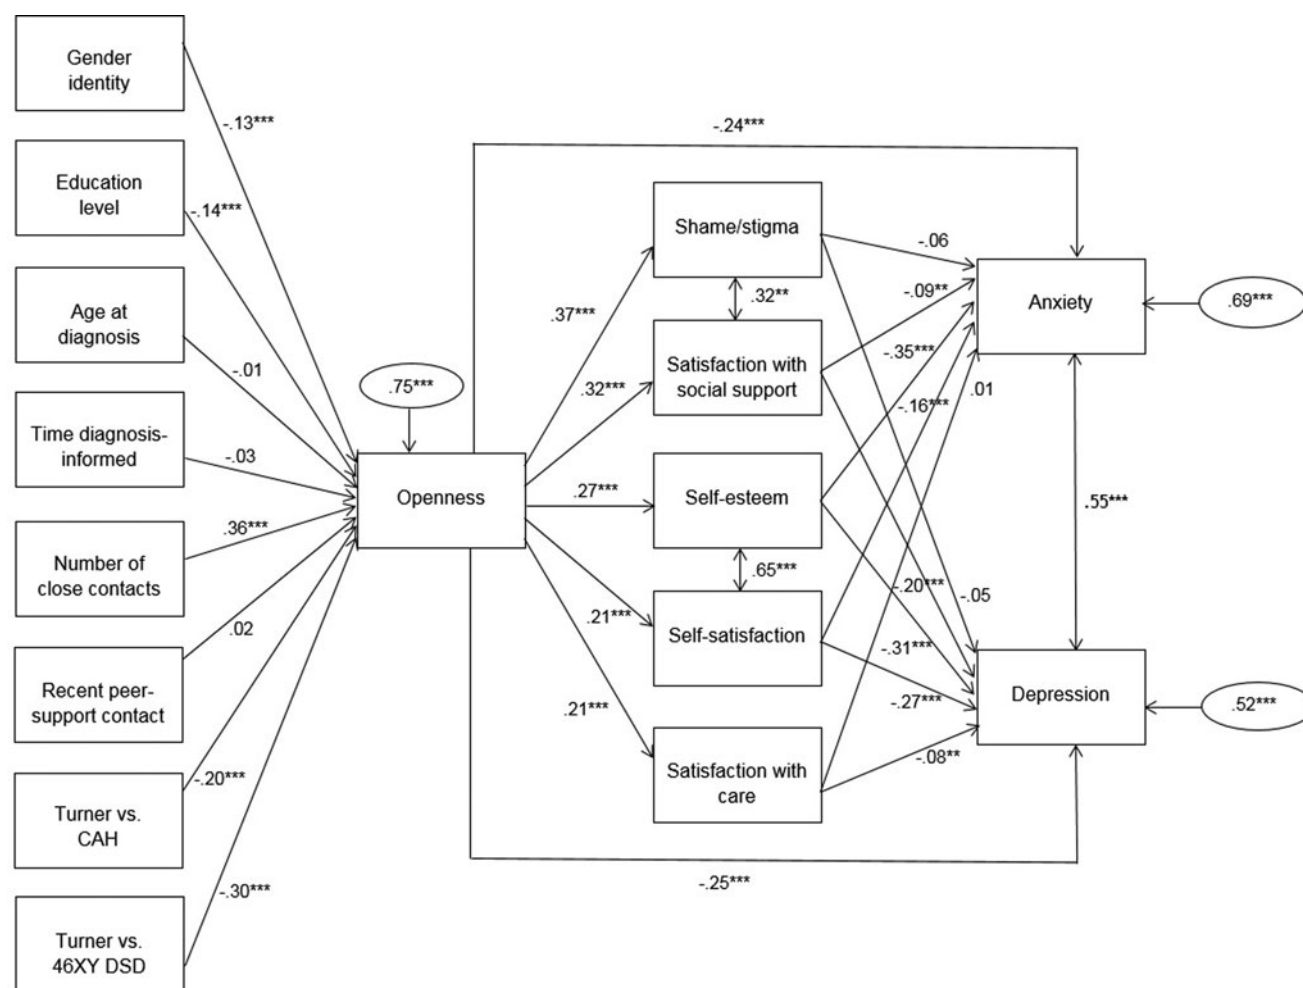 Gender
identity
Education
level
Age at
diagnosis
Time diagnosis-
informed
Number of
close contacts
Recent peer-
support contact
Turner vs.
CAH
Turner vs.
46XY DSD
-.13***
-.14***
-.01
-.03
.36***
.02
-.20***
-.30***
.75***
Openness
-.24***
.37***
.32***
.27***
.21***
.21***
-.25***
Shame/stigma
.32**
Satisfaction with
social support
Self-esteem
.65***
Self-satisfaction
Satisfaction with
care
-.06
-.09**
-.35***
-.16***
.01
-.20***
-.05
-.31***
-.27***
-.08**
Anxiety
.69***
.55***
Depression
.52***